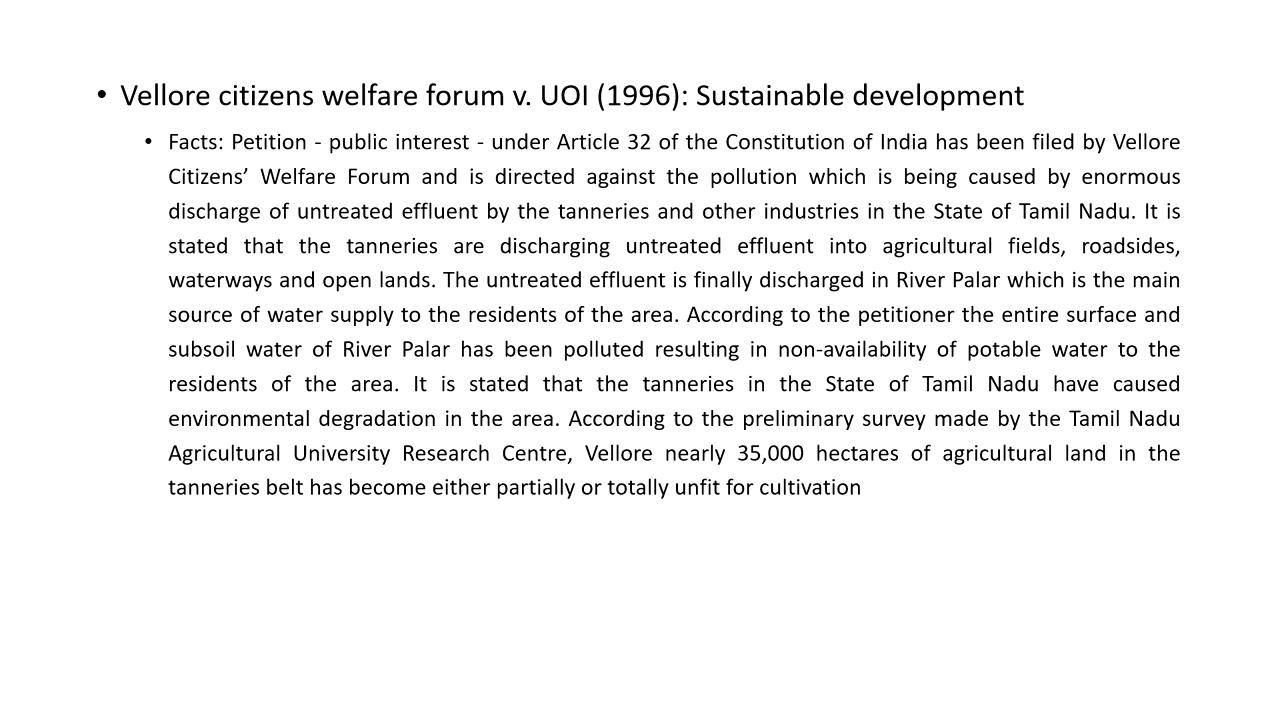 • Vellore citizens welfare forum v. UOI (1996): Sustainable development
• Facts: Petition - public interest - under Article 32 of the Constitution of India has been filed by Vellore
Citizens’ Welfare Forum and is directed against the pollution which is being caused by enormous
discharge of untreated effluent by the tanneries and other industries in the State of Tamil Nadu. It is
stated that the tanneries are discharging untreated effluent into agricultural fields, roadsides,
waterways and open lands. The untreated effluent is finally discharged in River Palar which is the main
source of water supply to the residents of the area. According to the petitioner the entire surface and
subsoil water of River Palar has been polluted resulting in non-availability of potable water to the
residents of the area. It is stated that the tanneries in the State of Tamil Nadu have caused
environmental degradation in the area. According to the preliminary survey made by the Tamil Nadu
Agricultural University Research Centre, Vellore nearly 35,000 hectares of agricultural land in the
tanneries belt has become either partially or totally unfit for cultivation